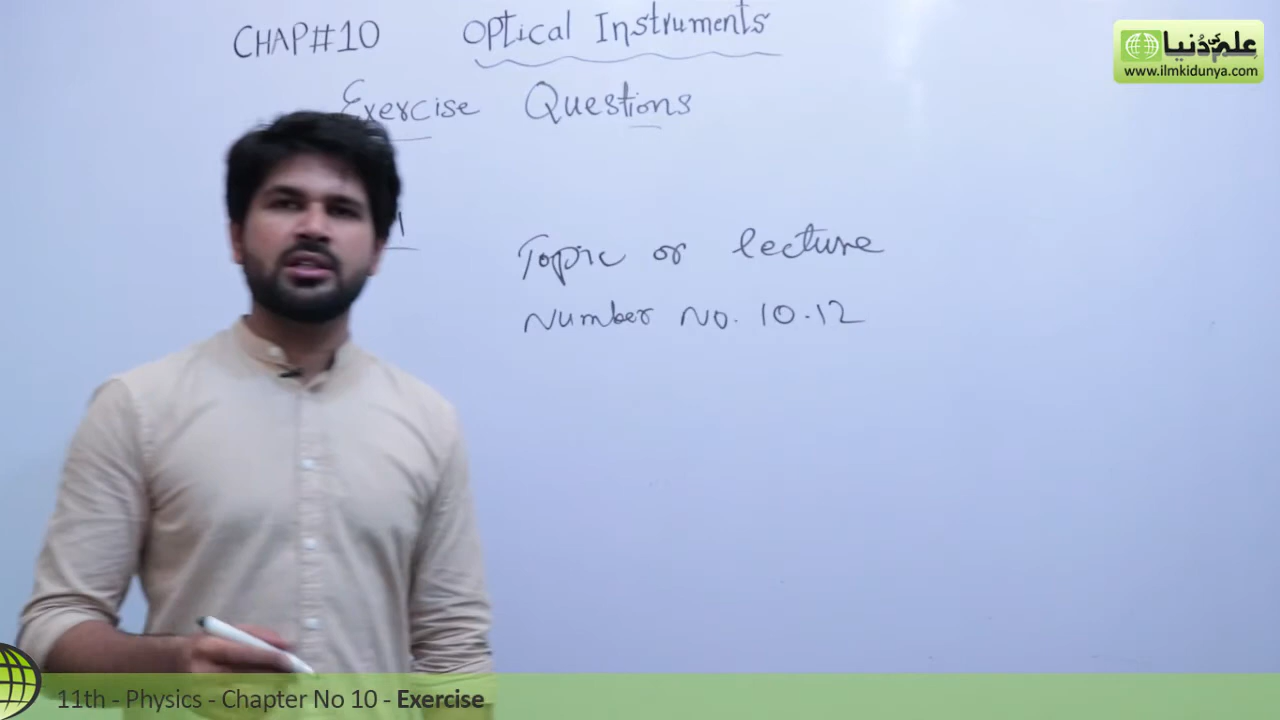 CHAP#10 Optical Instruments
Exercise Questions
Topic or lecture
Number No. 10.12
علم کی دُنیا
www.ilmkidunya.com
11th - Physics - Chapter No 10 - Exercise